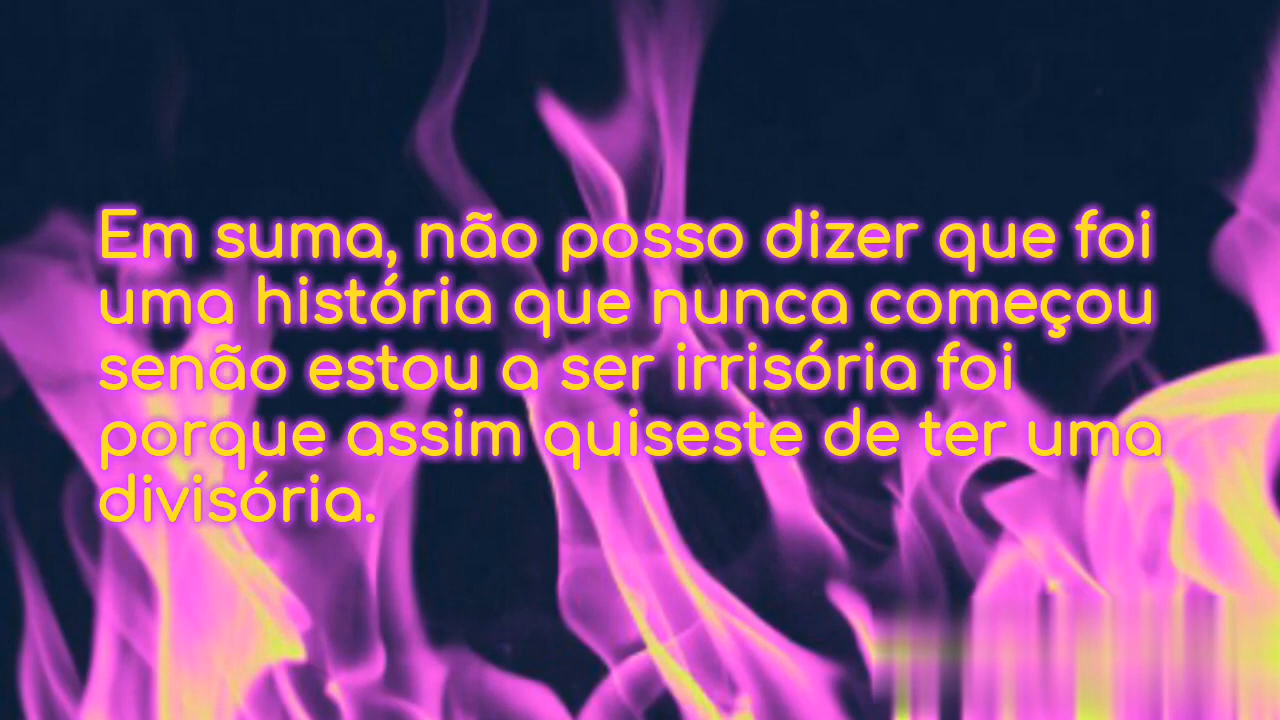 Em suma, não posso dizer que foi
uma história que nunca começou
senão estou a ser irrisória foi
porque assim quiseste de ter uma
divisória.